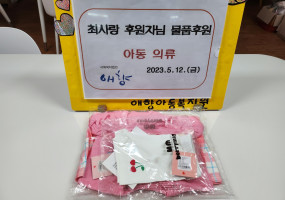 최사랑 후원자님 물품후원
아동 의류
애향
2023.5.12.(금)
애향아동복지원